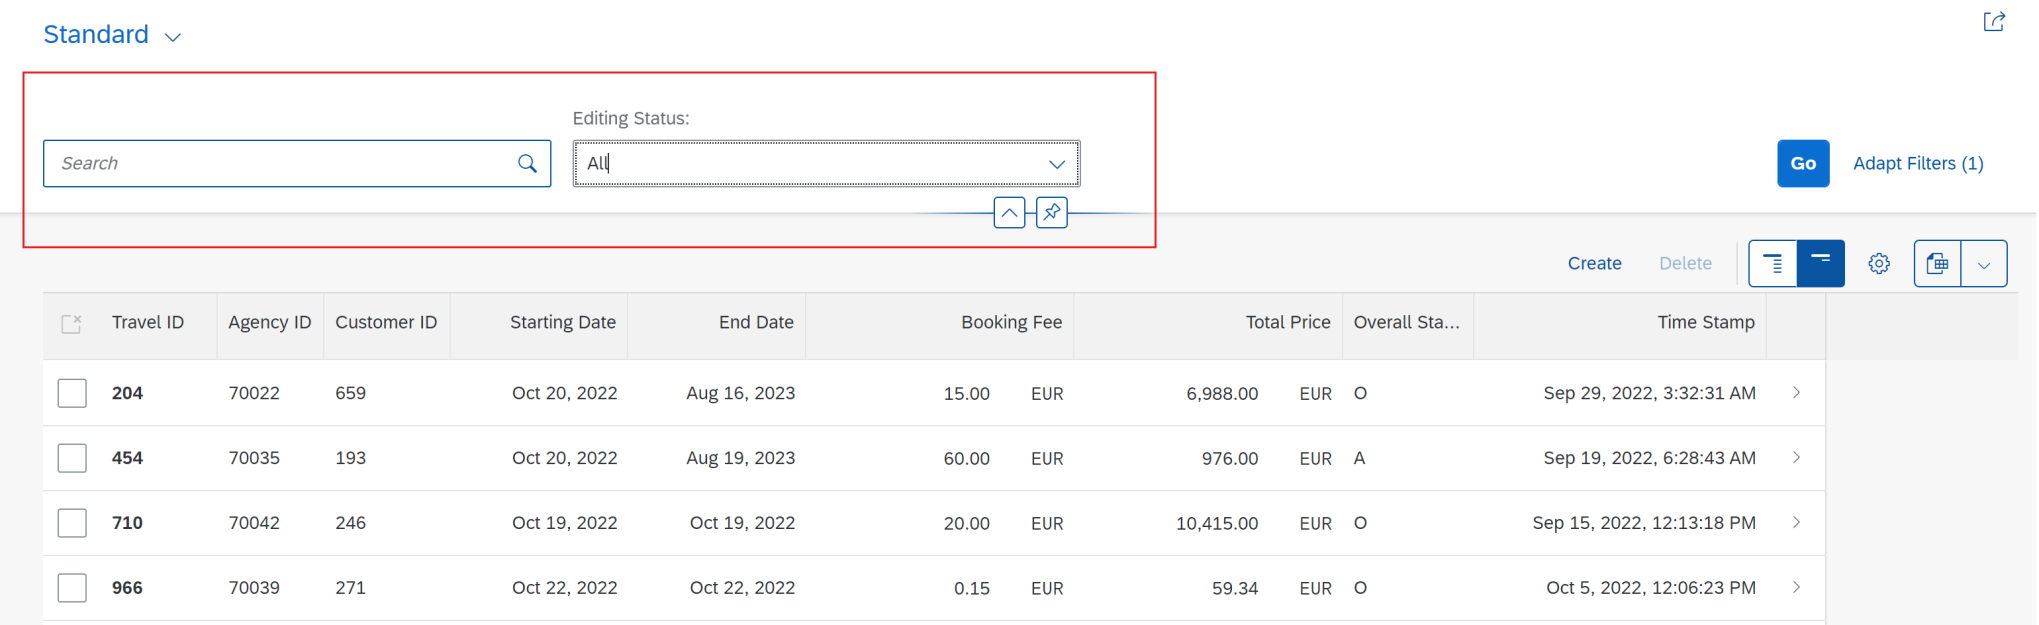 Standard
Editing Status:
Search
All
Go
Adapt Filters (1)
Create Delete
Travel ID Agency ID Customer ID Starting Date End Date Booking Fee Total Price Overall Sta... Time Stamp
204 70022 659 Oct 20, 2022 Aug 16, 2023 15.00 EUR 6,988.00 EUR O Sep 29, 2022, 3:32:31 AM
454 70035 193 Oct 20, 2022 Aug 19, 2023 60.00 EUR 976.00 EUR A Sep 19, 2022, 6:28:43 AM
710 70042 246 Oct 19, 2022 Oct 19, 2022 20.00 EUR 10,415.00 EUR O Sep 15, 2022, 12:13:18 PM
966 70039 271 Oct 22, 2022 Oct 22, 2022 0.15 EUR 59.34 EUR O Oct 5, 2022, 12:06:23 PM